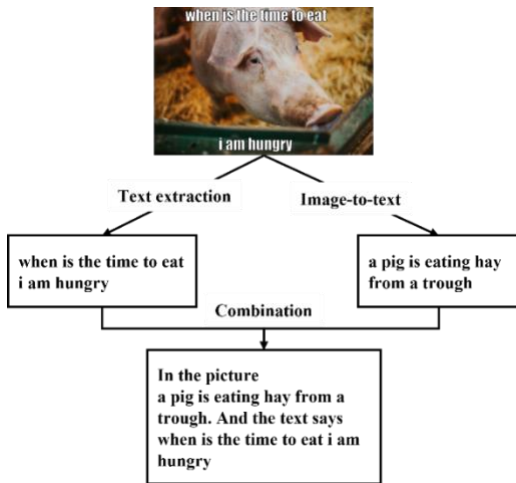 when is the time to eat
i am hungry
Text extraction
Image-to-text
when is the time to eat
i am hungry
a pig is eating hay
from a trough
Combination
In the picture
a pig is eating hay from a
trough. And the text says
when is the time to eat i am
hungry